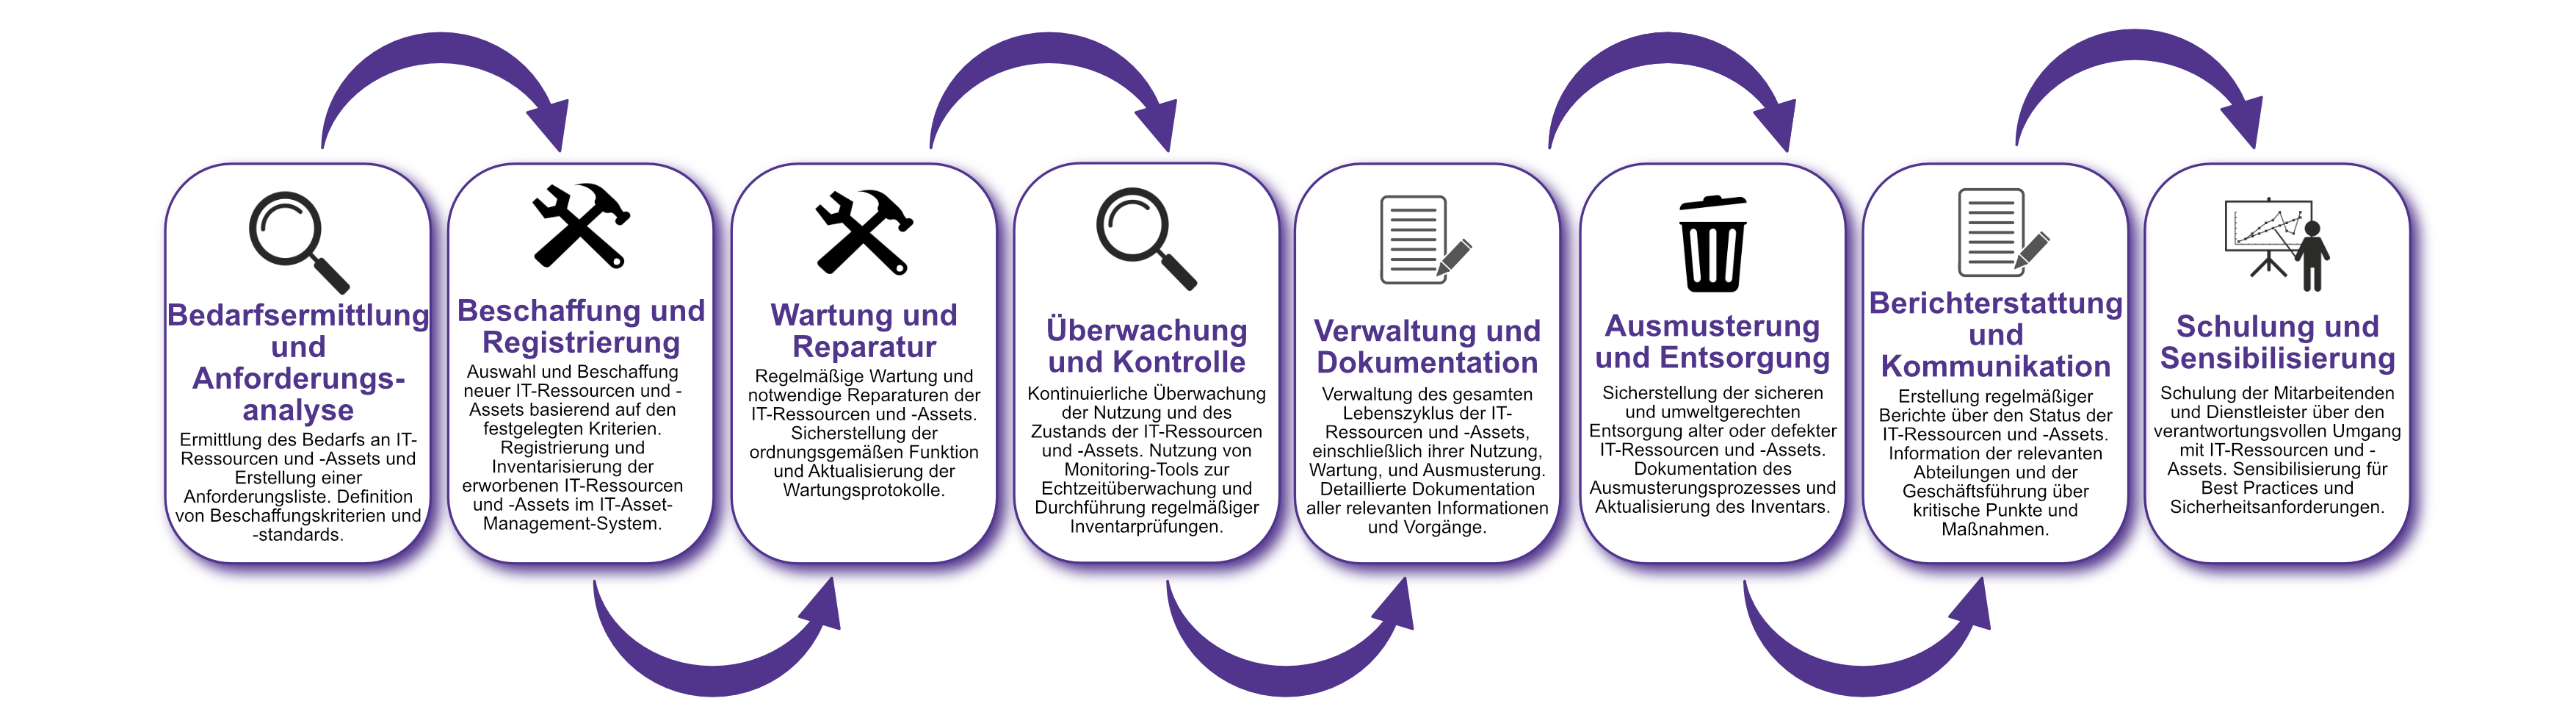 Bedarfsermittlung
und
Anforderungs-
analyse
Ermittlung des Bedarfs an IT-
Ressourcen und -Assets und
Erstellung einer
Anforderungsliste. Definition
von Beschaffungskriterien und
-standards.
Beschaffung und
Registrierung
Auswahl und Beschaffung
neuer IT-Ressourcen und -
Assets basierend auf den
festgelegten Kriterien.
Registrierung und
Inventarisierung der
erworbenen IT-Ressourcen
und -Assets im IT-Asset-
Management-System.
Wartung und
Reparatur
Regelmäßige Wartung und
notwendige Reparaturen der
IT-Ressourcen und -Assets.
Sicherstellung der
ordnungsgemäßen Funktion
und Aktualisierung der
Wartungsprotokolle.
Überwachung
und Kontrolle
Kontinuierliche Überwachung
der Nutzung und des
Zustands der IT-Ressourcen
und -Assets. Nutzung von
Monitoring-Tools zur
Echtzeitüberwachung und
Durchführung regelmäßiger
Inventarprüfungen.
Verwaltung und
Dokumentation
Verwaltung des gesamten
Lebenszyklus der IT-
Ressourcen und -Assets,
einschließlich ihrer Nutzung,
Wartung, und Ausmusterung.
Detaillierte Dokumentation
aller relevanten Informationen
und Vorgänge.
Ausmusterung
und Entsorgung
Sicherstellung der sicheren
und umweltgerechten
Entsorgung alter oder defekter
IT-Ressourcen und -Assets.
Dokumentation des
Ausmusterungsprozesses und
Aktualisierung des Inventars.
Berichterstattung
und
Kommunikation
Erstellung regelmäßiger
Berichte über den Status der
IT-Ressourcen und -Assets.
Information der relevanten
Abteilungen und der
Geschäftsführung über
kritische Punkte und
Maßnahmen.
Schulung und
Sensibilisierung
Schulung der Mitarbeitenden
und Dienstleister über den
verantwortungsvollen Umgang
mit IT-Ressourcen und -
Assets. Sensibilisierung für
Best Practices und
Sicherheitsanforderungen.